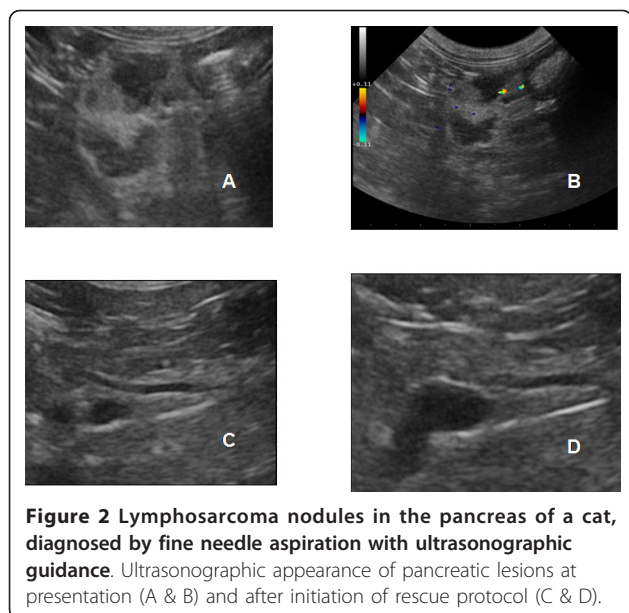 A
B
+0.11
-0.11
C
D
Figure 2 Lymphosarcoma nodules in the pancreas of a cat,
diagnosed by fine needle aspiration with ultrasonographic
guidance. Ultrasonographic appearance of pancreatic lesions at
presentation (A & B) and after initiation of rescue protocol (C & D).